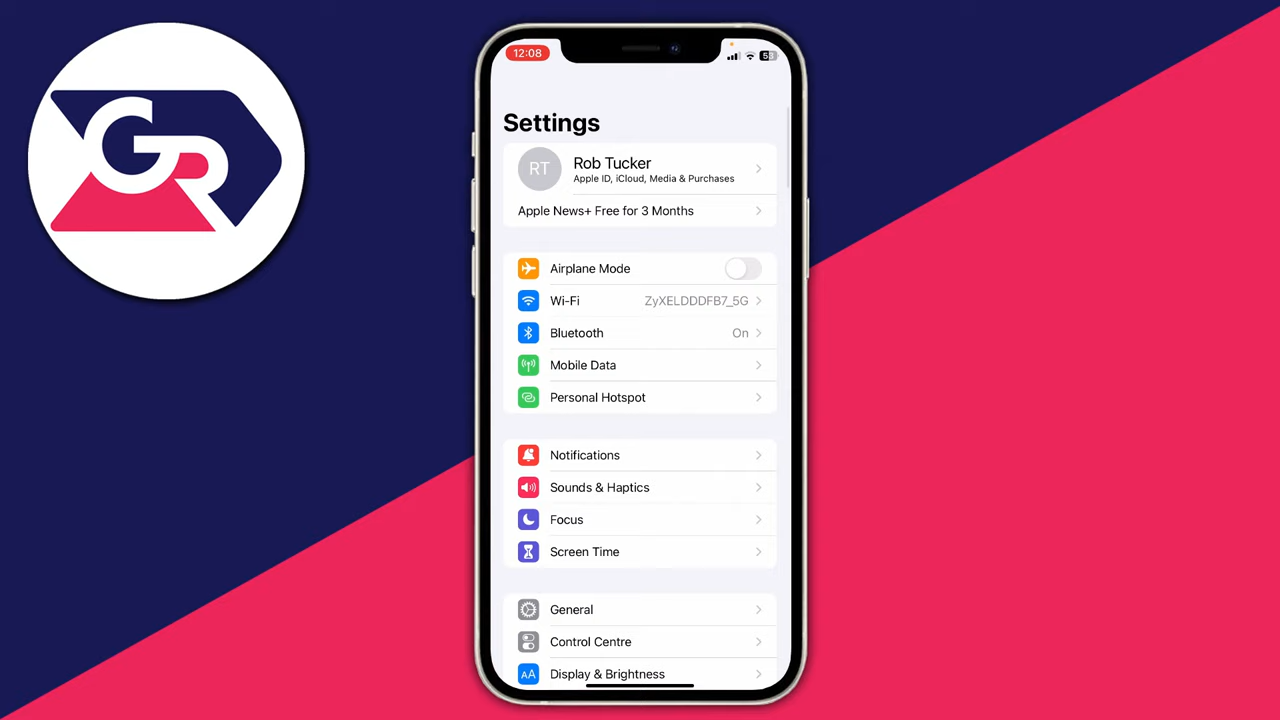 GR
12:08
Settings
RT
Rob Tucker
Apple ID, iCloud, Media & Purchases
Apple News+ Free for 3 Months
Airplane Mode
Wi-Fi ZyXELDDDFB7_5G
Bluetooth On
Mobile Data
Personal Hotspot
Notifications
Sounds & Haptics
Focus
Screen Time
General
Control Centre
AA Display & Brightness